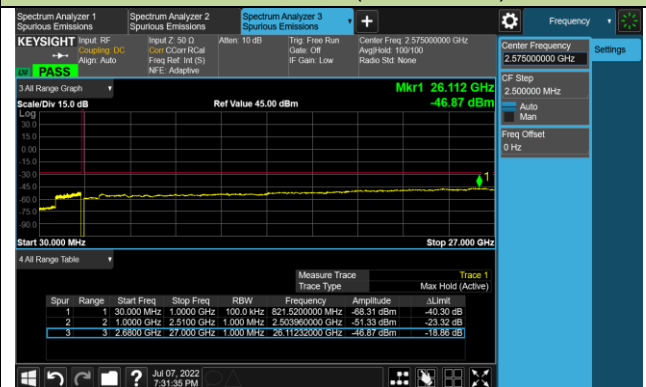 Spectrum Analyzer 1
Spurious Emissions
Spectrum Analyzer 2
Spurious Emissions
Spectrum Analyzer 3
Spurious Emissions
Frequency
KEYSIGHT
Input: RF
Coupling: DC
Align: Auto
Input Z: 50 Ω
Corr CCorr RCal
Freq Ref: Int (S)
NFE: Adaptive
Atten: 10 dB
Trig: Free Run
Gate: Off
IF Gain: Low
Center Freq: 2.575000000 GHz
Avg|Hold: 100/100
Radio Std: None
PASS
Center Frequency
2.575000000 GHz
Settings
CF Step
2.500000 MHz
Auto
Man
Freq Offset
0 Hz
3 All Range Graph
Mkr1 26.112 GHz
Scale/Div 15.0 dB
Ref Value 45.00 dBm
-46.87 dBm
Log
30.0
15.0
0.00
-15.0
-30.0
-45.0
-60.0
-75.0
-90.0
1
Start 30.000 MHz
Stop 27.000 GHz
4 All Range Table
Measure Trace Trace 1
Trace Type Max Hold (Active)
Spur Range Start Freq Stop Freq RBW Frequency Amplitude ΔLimit
1 1 30.000 MHz 1.0000 GHz 100.0 kHz 821.5200000 MHz -68.31 dBm -40.30 dB
2 2 1.0000 GHz 2.5100 GHz 1.000 MHz 2.503960000 GHz -51.33 dBm -23.32 dB
3 3 2.6800 GHz 27.000 GHz 1.000 MHz 26.11232000 GHz -46.87 dBm -18.86 dB
Jul 07, 2022
7:31:35 PM